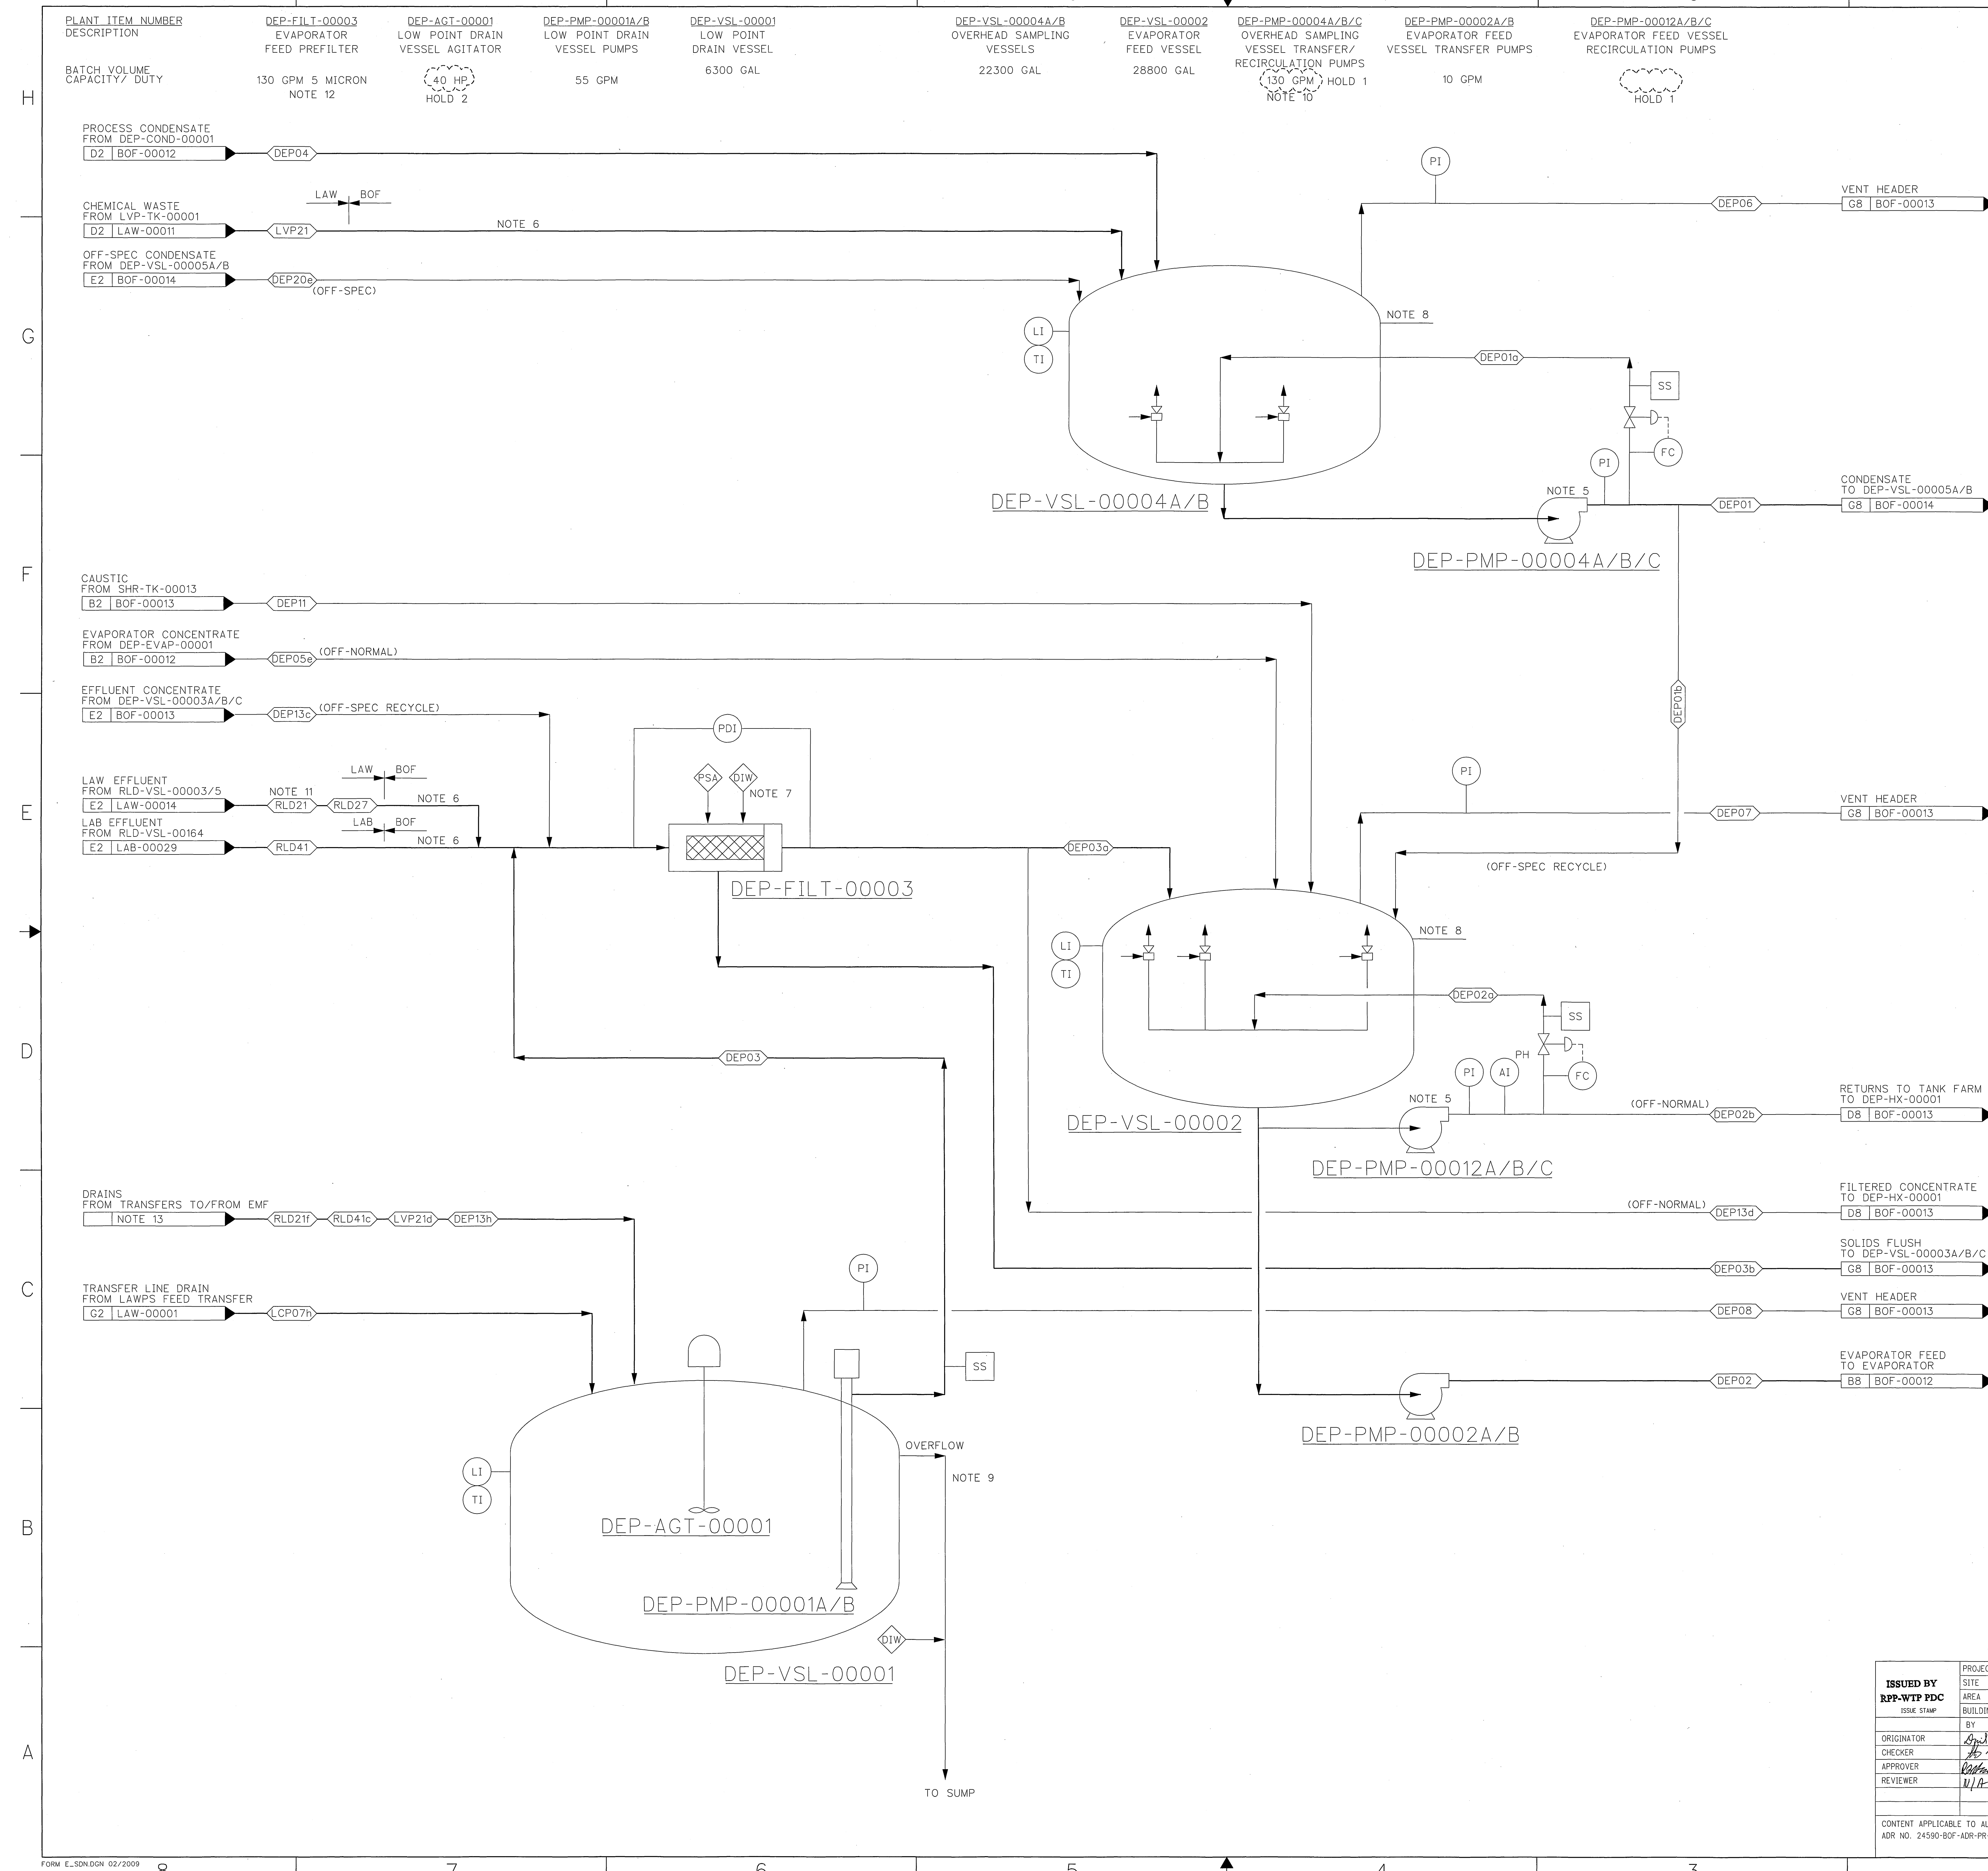 PLANT ITEM NUMBER
DESCRIPTION
BATCH VOLUME
CAPACITY/ DUTY
DEP-FILT-00003
EVAPORATOR
FEED PREFILTER
130 GPM 5 MICRON
NOTE 12
DEP-AGT-00001
LOW POINT DRAIN
VESSEL AGITATOR
40 HP
HOLD 2
DEP-PMP-00001A/B
LOW POINT DRAIN
VESSEL PUMPS
55 GPM
DEP-VSL-00001
LOW POINT
DRAIN VESSEL
6300 GAL
DEP-VSL-00004A/B
OVERHEAD SAMPLING
VESSELS
22300 GAL
DEP-VSL-00002
EVAPORATOR
FEED VESSEL
28800 GAL
DEP-PMP-00004A/B/C
OVERHEAD SAMPLING
VESSEL TRANSFER/
RECIRCULATION PUMPS
130 GPM HOLD 1
NOTE 10
DEP-PMP-00002A/B
EVAPORATOR FEED
VESSEL TRANSFER PUMPS
10 GPM
DEP-PMP-00012A/B/C
EVAPORATOR FEED VESSEL
RECIRCULATION PUMPS
HOLD 1
H
PROCESS CONDENSATE
FROM DEP-COND-00001
D2 BOF-00012 DEP04
PI
LAW BOF
CHEMICAL WASTE
FROM LVP-TK-00001
D2 LAW-00011 LVP21 NOTE 6
DEP06
VENT HEADER
G8 BOF-00013
OFF-SPEC CONDENSATE
FROM DEP-VSL-00005A/B
E2 BOF-00014 DEP20e
(OFF-SPEC)
G
LI
TI
NOTE 8
DEP01a
SS
FC
PI
NOTE 5
DEP-VSL-00004A/B
DEP01
CONDENSATE
TO DEP-VSL-00005A/B
G8 BOF-00014
DEP-PMP-00004A/B/C
F
CAUSTIC
FROM SHR-TK-00013
B2 BOF-00013 DEP11
EVAPORATOR CONCENTRATE
FROM DEP-EVAP-00001
B2 BOF-00012 DEP05e (OFF-NORMAL)
EFFLUENT CONCENTRATE
FROM DEP-VSL-00003A/B/C
E2 BOF-00013 DEP13c (OFF-SPEC RECYCLE)
DEP01b
PDI
PSA DIW
NOTE 7
LAW BOF
LAW EFFLUENT
FROM RLD-VSL-00003/5 NOTE 11
E2 LAW-00014 RLD21 RLD27 NOTE 6
E
LAB BOF
LAB EFFLUENT
FROM RLD-VSL-00164
E2 LAB-00029 RLD41 NOTE 6
PI
DEP07
VENT HEADER
G8 BOF-00013
DEP03a
(OFF-SPEC RECYCLE)
DEP-FILT-00003
LI
TI
NOTE 8
DEP02a
SS
PH
FC
PI
AI
NOTE 5
D
DEP03
DEP-VSL-00002
(OFF-NORMAL) DEP02b
RETURNS TO TANK FARM
TO DEP-HX-00001
D8 BOF-00013
DEP-PMP-00012A/B/C
DRAINS
FROM TRANSFERS TO/FROM EMF
NOTE 13 RLD21f RLD41c LVP21d DEP13h
(OFF-NORMAL) DEP13d
FILTERED CONCENTRATE
TO DEP-HX-00001
D8 BOF-00013
DEP03b
SOLIDS FLUSH
TO DEP-VSL-00003A/B/C
G8 BOF-00013
C
PI
TRANSFER LINE DRAIN
FROM LAWPS FEED TRANSFER
G2 LAW-00001 LCP07h
DEP08
VENT HEADER
G8 BOF-00013
SS
DEP02
EVAPORATOR FEED
TO EVAPORATOR
B8 BOF-00012
DEP-PMP-00002A/B
OVERFLOW
NOTE 9
LI
TI
B
DEP-AGT-00001
DEP-PMP-00001A/B
DIW
DEP-VSL-00001
TO SUMP
A
ISSUED BY
RPP-WTP PDC
ISSUE STAMP
PROJEC
SITE
AREA
BUILDIN
BY
ORIGINATOR
CHECKER
APPROVER
REVIEWER N/A
CONTENT APPLICABLE TO AL
ADR NO. 24590-BOF-ADR-PR
FORM E_SDN.DGN 02/2009
8 7 6 5 4 3